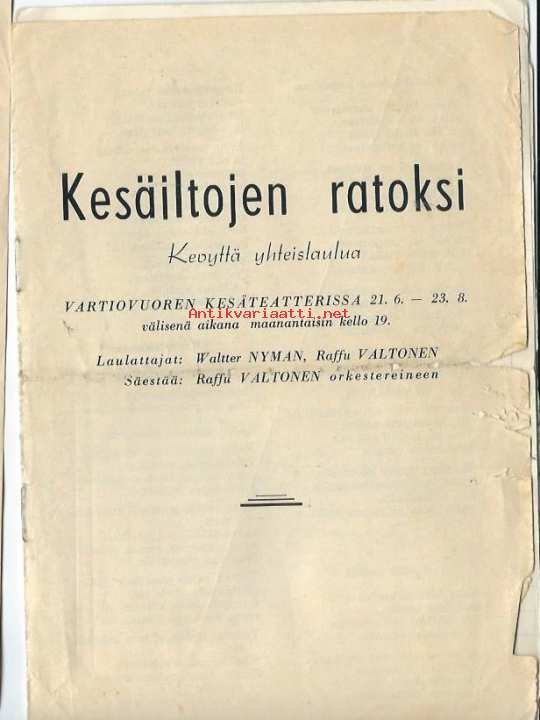 Kesäiltojen ratoksi
Kevyttä yhteislaulua
VARTIOVUOREN KESÄTEATTERISSA 21. 6. — 23. 8.
Antikvariaatti.net
välisenä aikana maanantaisin kello 19.
Laulattajat: Waltter NYMAN, Raffu VALTONEN
Säestää: Raffu VALTONEN orkestereineen